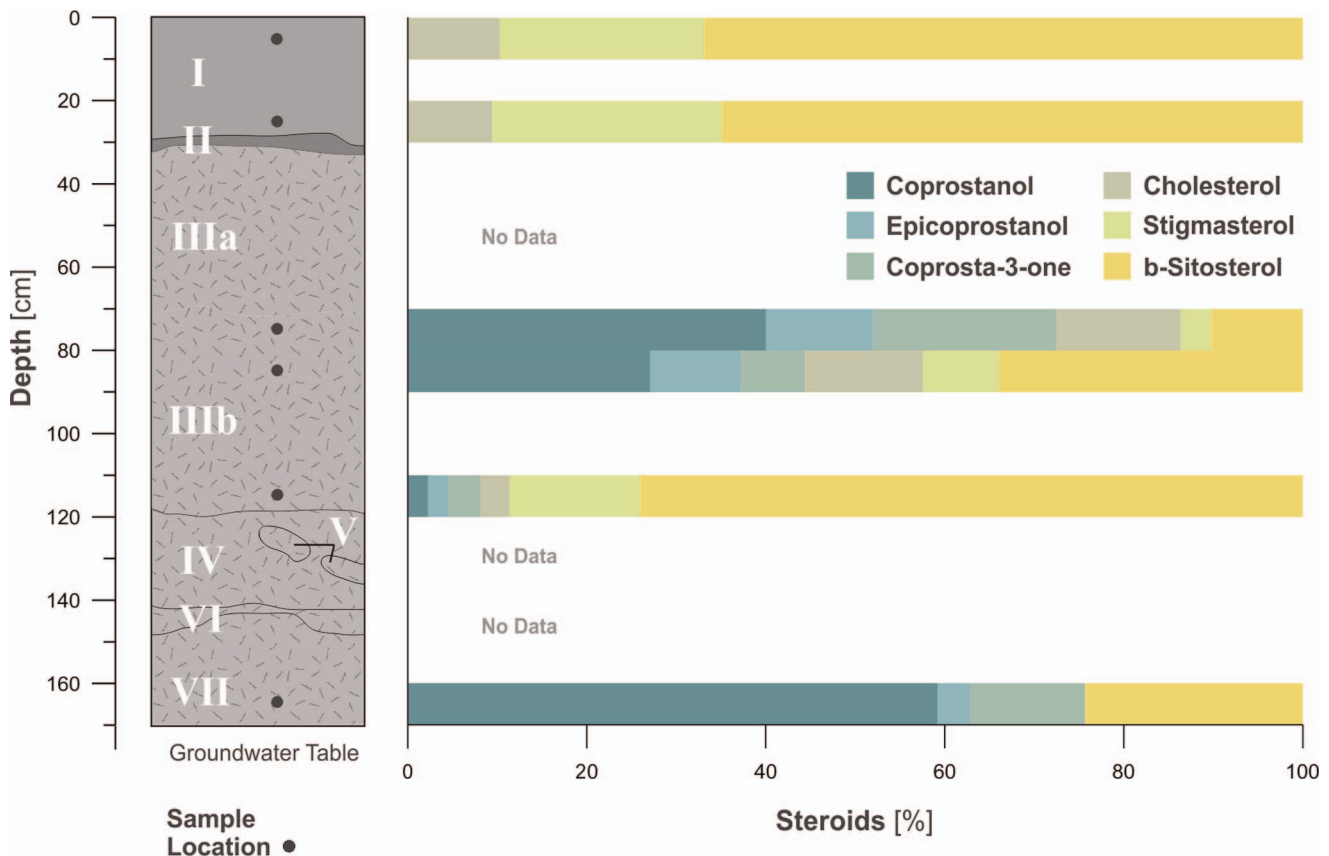 0
20
40
60
80
100
120
140
160
Depth [cm]
I
II
IIIa
IIIb
IV
V
VI
VII
Groundwater Table
Sample
Location
Coprostanol
Epicoprostanol
Coprosta-3-one
Cholesterol
Stigmasterol
b-Sitosterol
No Data
No Data
No Data
0 20 40 60 80 100
Steroids [%]